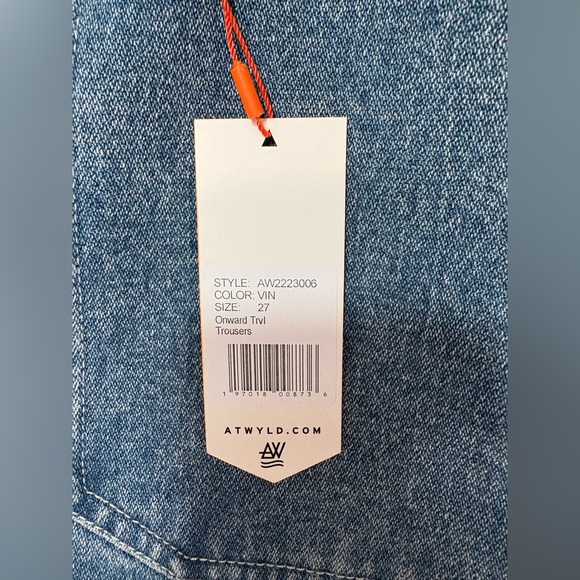 STYLE: AW2223006
COLOR: VIN
SIZE: 27
Onward Trvl
Trousers
1 97018 00873 6
ATWYLD.COM
AW